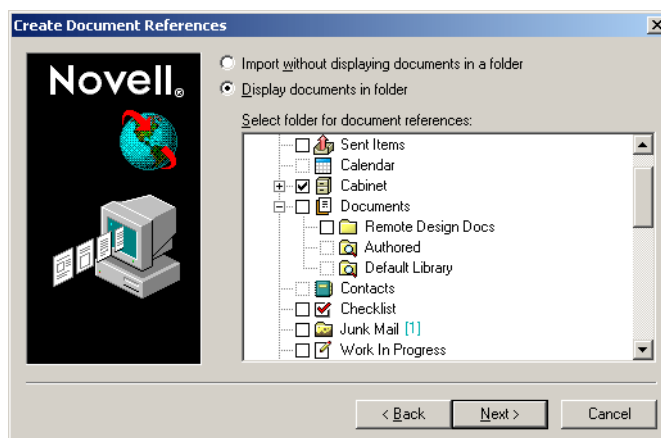 Create Document References
Novell®
Import without displaying documents in a folder
Display documents in folder
Select folder for document references:
Sent Items
Calendar
Cabinet
Documents
Remote Design Docs
Authored
Default Library
Contacts
Checklist
Junk Mail [1]
Work In Progress
< Back
Next >
Cancel